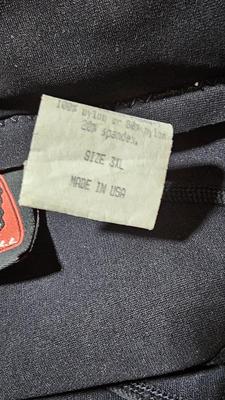 100% nylon or 80% nylon
20% spandex.
SIZE 3XL
MADE IN USA